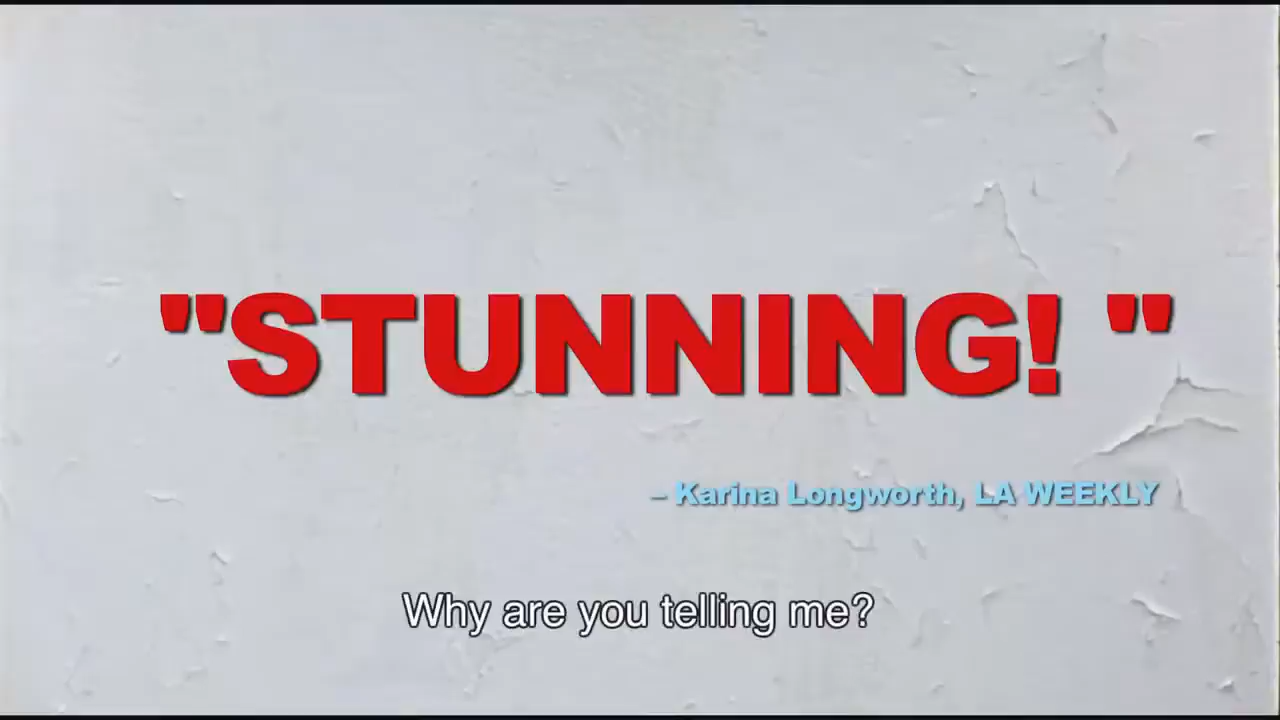 "STUNNING! "
– Karina Longworth, LA WEEKLY
Why are you telling me?